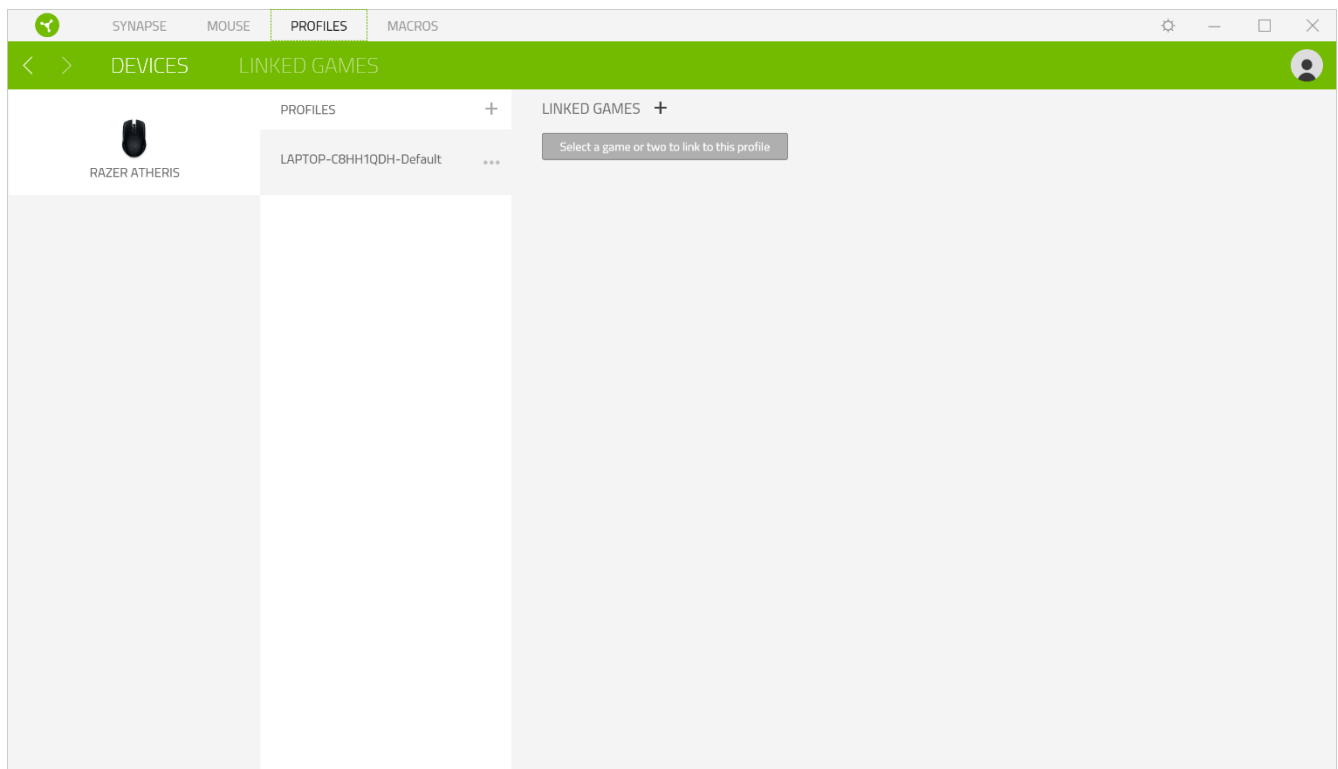 SYNAPSE MOUSE PROFILES MACROS
DEVICES LINKED GAMES
RAZER ATHERIS
PROFILES +
LAPTOP-C8HH1QDH-Default ...
LINKED GAMES +
Select a game or two to link to this profile